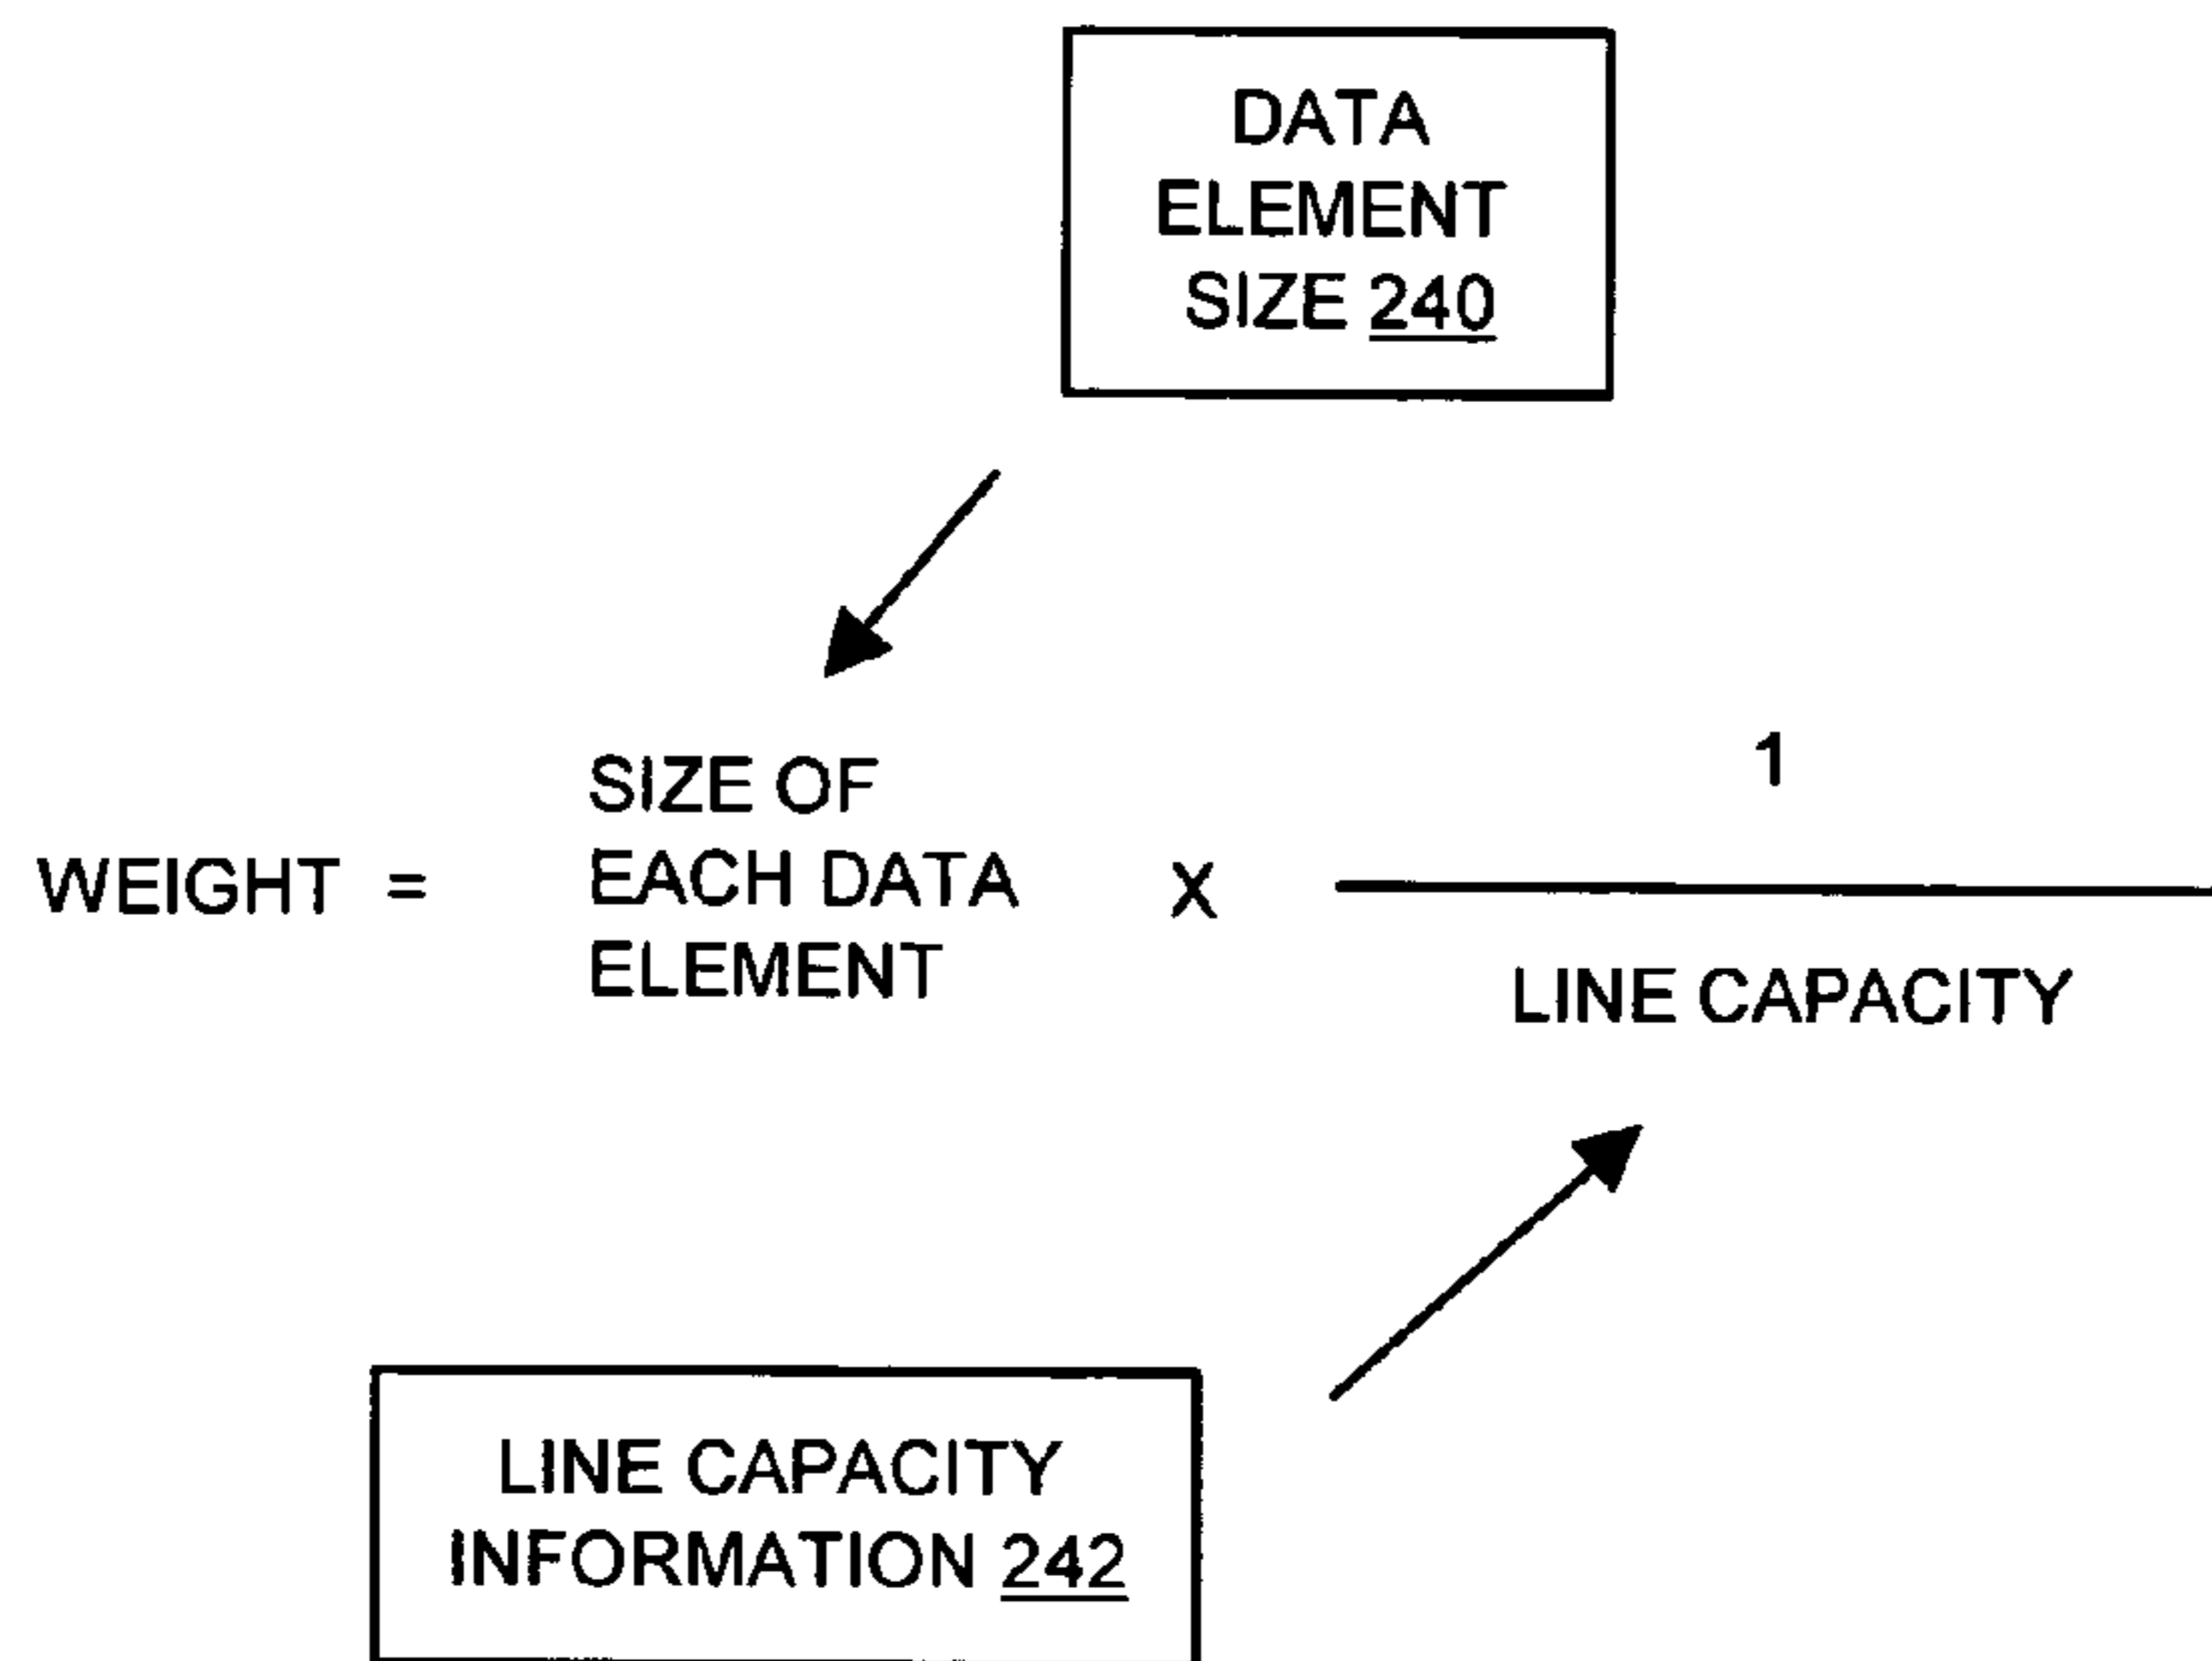 DATA
ELEMENT
SIZE 240
SIZE OF
EACH DATA
ELEMENT
WEIGHT =
X
1
LINE CAPACITY
LINE CAPACITY
INFORMATION 242